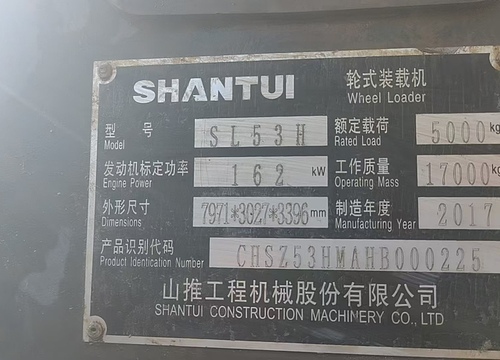 SHANTUI 轮式装载机
Wheel Loader
型号 SL53H 额定载荷 5000kg
Model Rated Load
发动机标定功率 162 kW 工作质量 17000kg
Engine Power Operating Mass
外形尺寸 7971*3027*3396mm 制造年度 2017
Dimensions Manufacturing Year
产品识别代码 CHSZ53HMAHB000225
Product Identication Number
山推工程机械股份有限公司
SHANTUI CONSTRUCTION MACHINERY CO., LTD